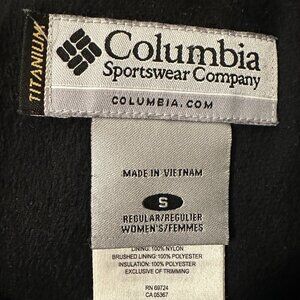 TITANIUM
Columbia
Sportswear Company
COLUMBIA.COM
MADE IN VIETNAM
S
REGULAR/REGULIER
WOMEN'S/FEMMES
LINING: 100% NYLON
BRUSHED LINING: 100% POLYESTER
INSULATION: 100% POLYESTER
EXCLUSIVE OF TRIMMING
RN 69724
CA 05367